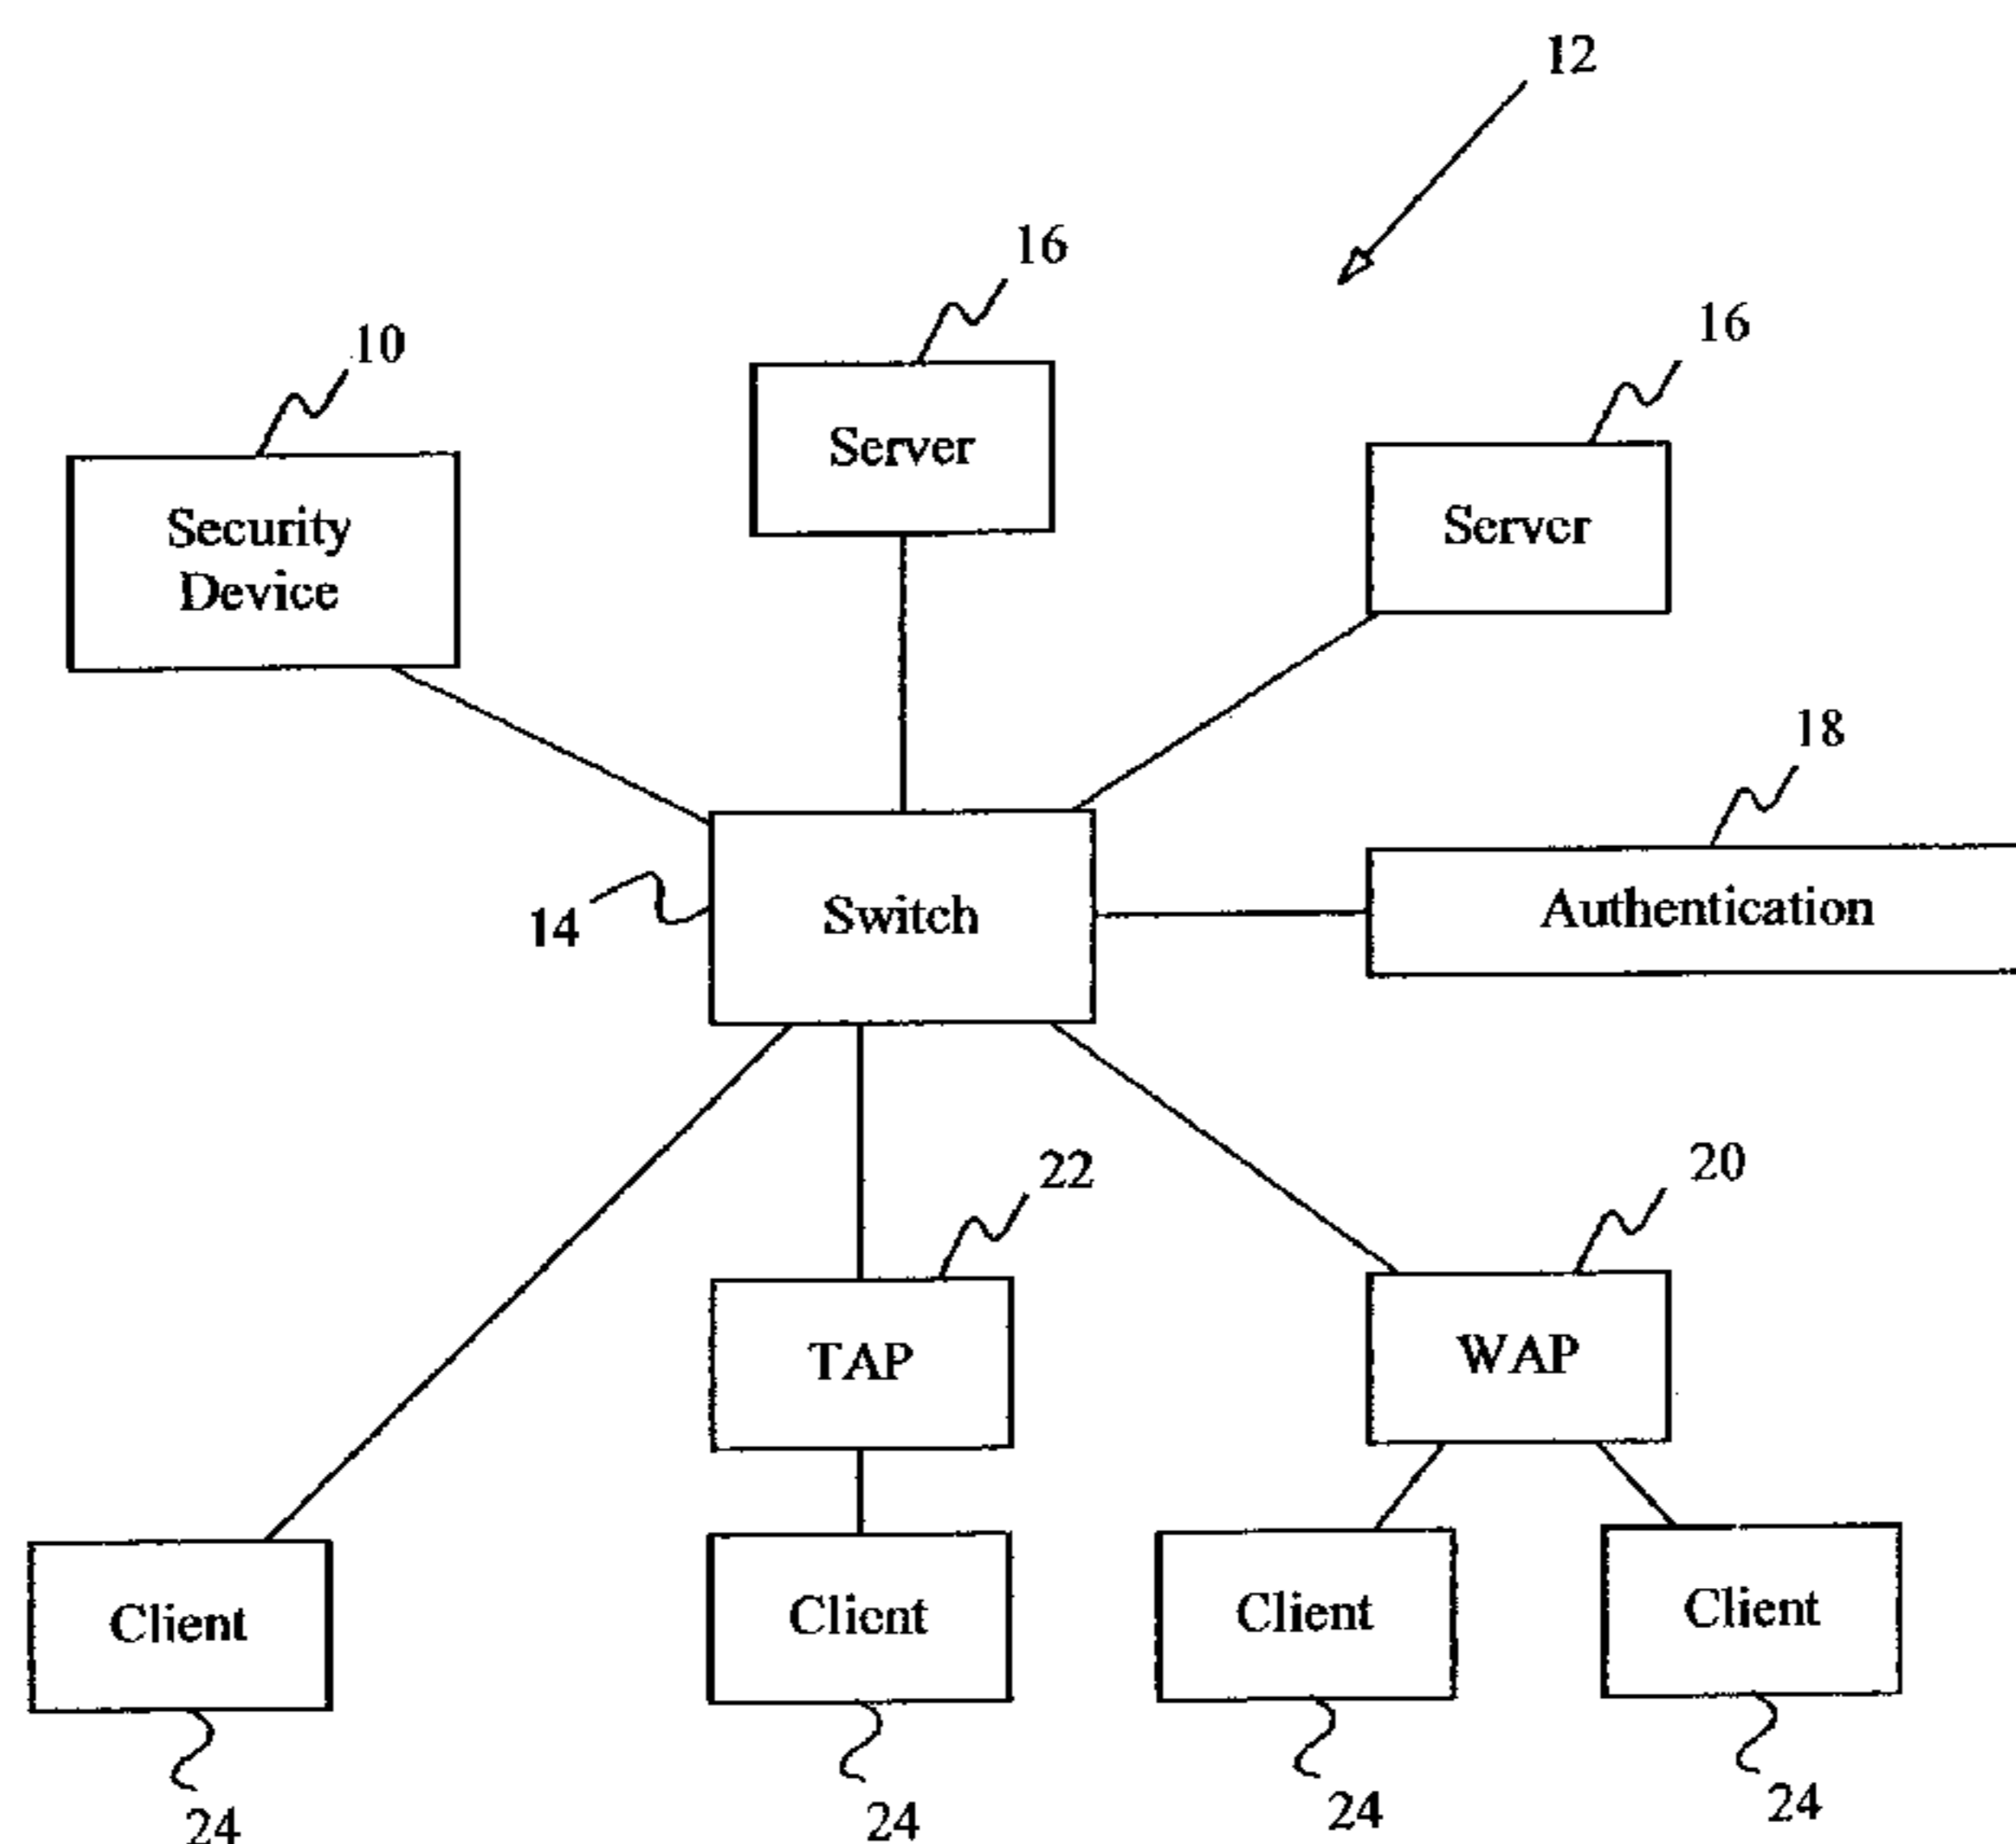 12
16
16
10
Server
Server
Security
Device
18
Authentication
Switch
14
22
20
TAP
WAP
Client
Client
Client
Client
24
24
24
24